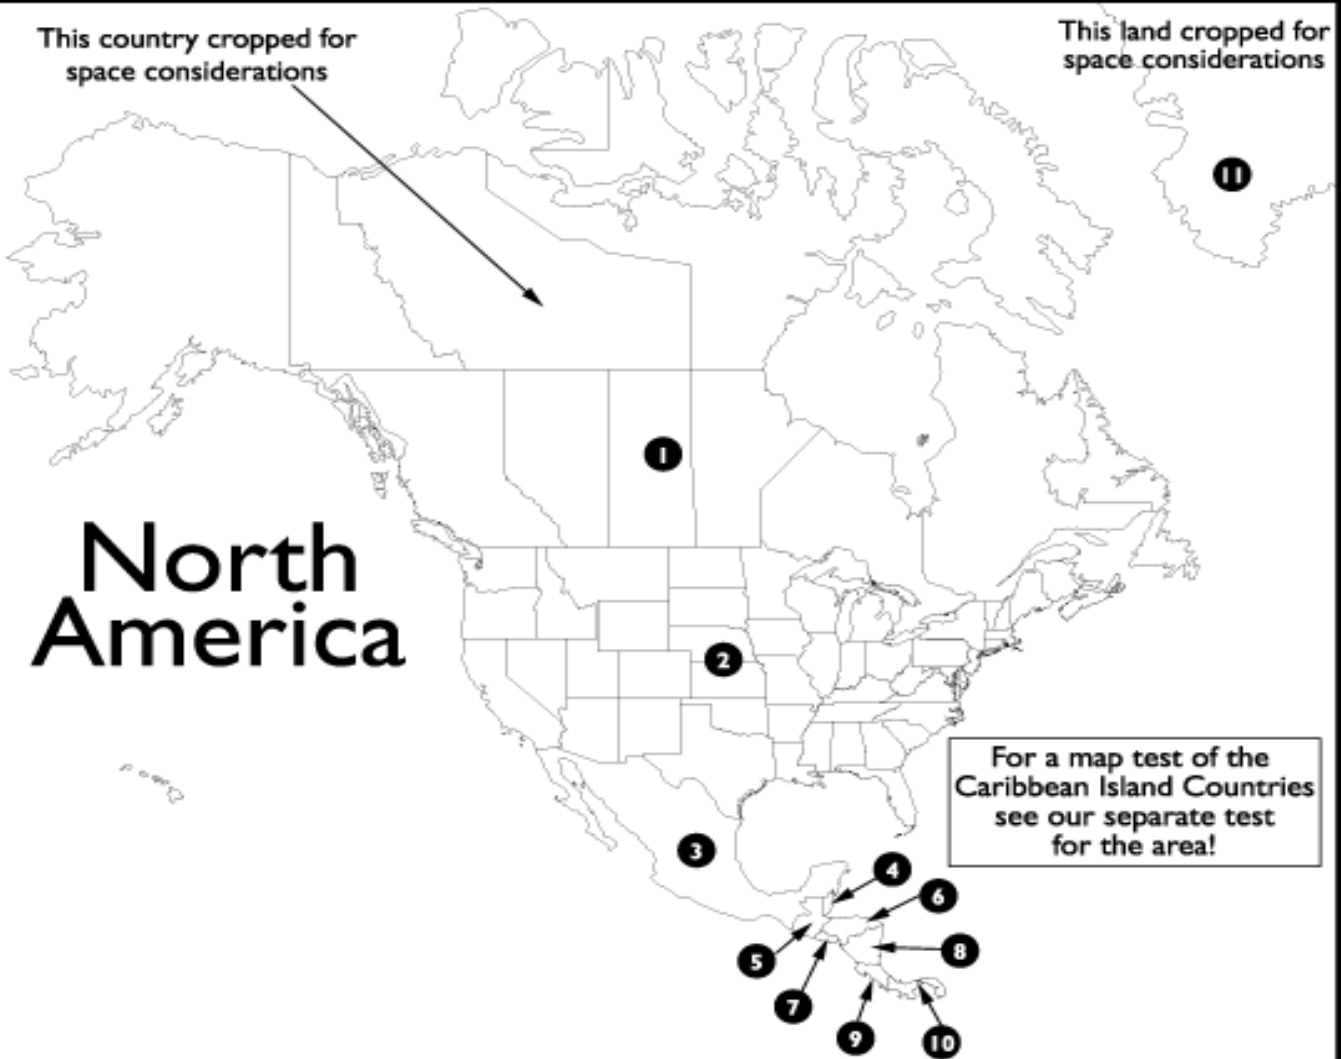 This country cropped for
space considerations
This land cropped for
space considerations
11
1
North
America
2
For a map test of the
Caribbean Island Countries
see our separate test
for the area!
3
4
6
5
8
7
9
10